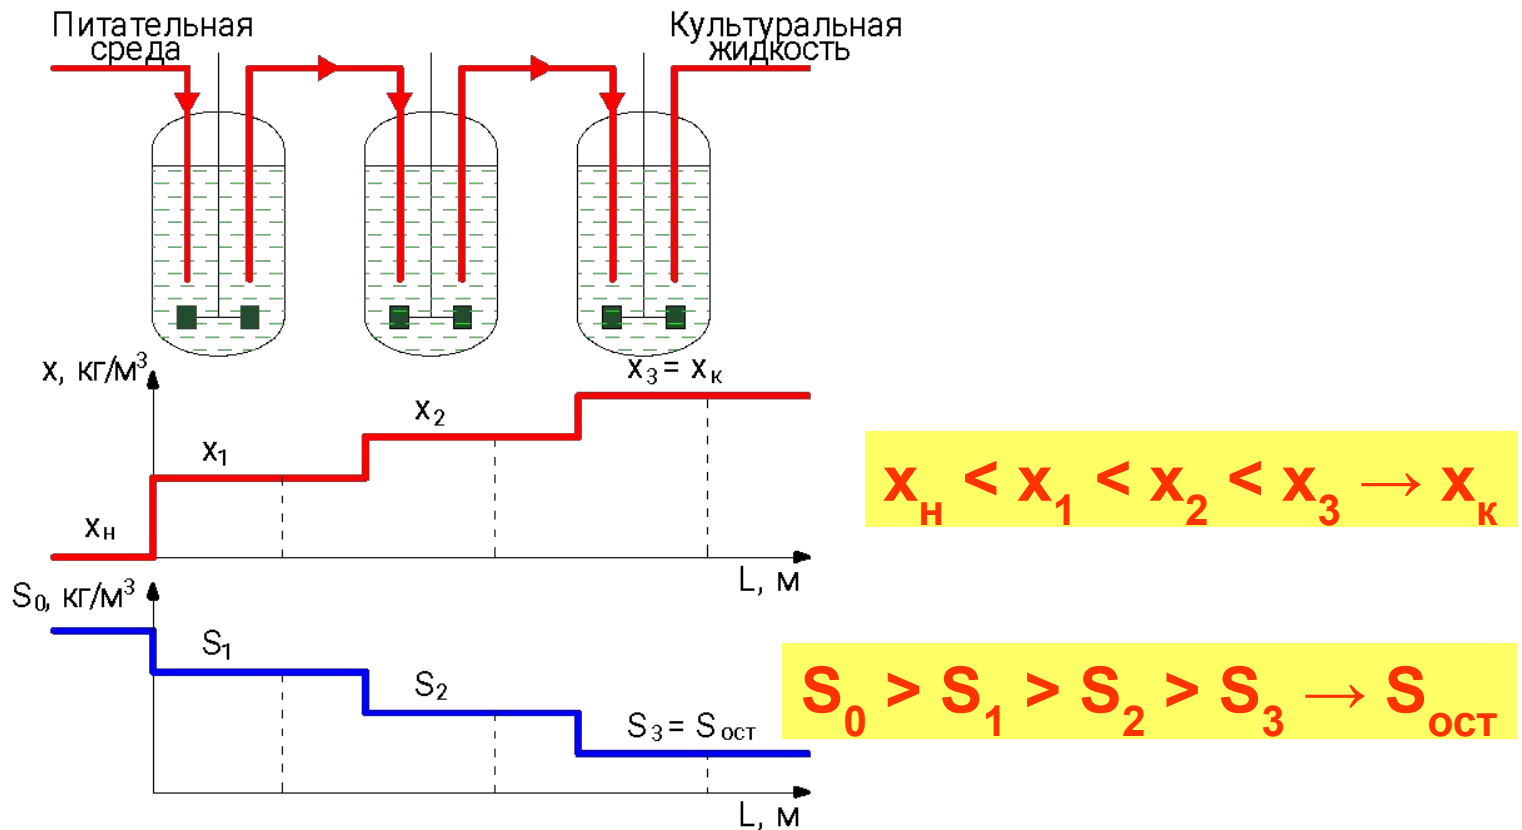 Питательная
среда
Культуральная
жидкость
x, кг/м³
x₃ = xₖ
x₂
x₁
xн
L, м
xн < x₁ < x₂ < x₃ → xк
S₀, кг/м³
S₁
S₂
S₃ = Sост
L, м
S₀ > S₁ > S₂ > S₃ → Sост